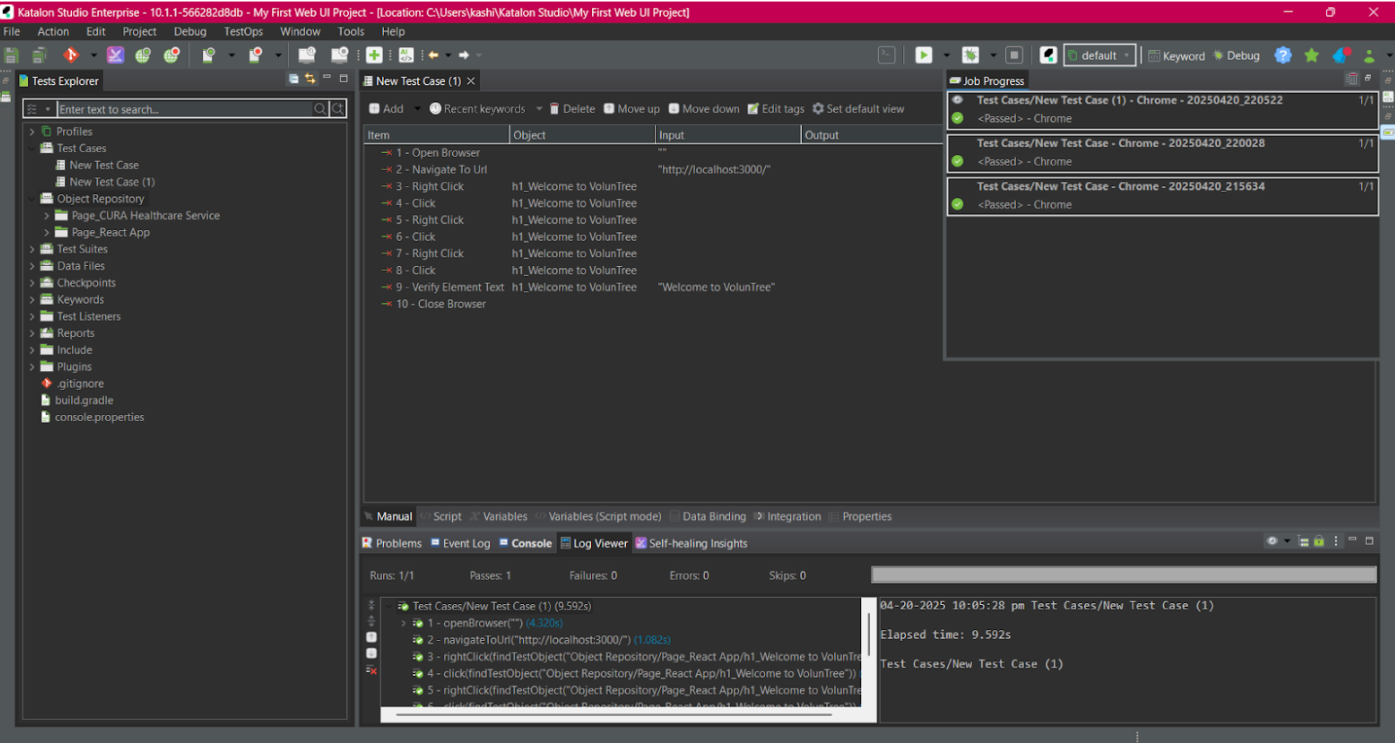 Katalon Studio Enterprise - 10.1.1-566282d8db - My First Web UI Project - [Location: C:\Users\kashi\Katalon Studio\My First Web UI Project]
File Action Edit Project Debug TestOps Window Tools Help
default Keyword Debug
Tests Explorer
Enter text to search...
Profiles
Test Cases
New Test Case
New Test Case (1)
Object Repository
Page_CURA Healthcare Service
Page_React App
Test Suites
Data Files
Checkpoints
Keywords
Test Listeners
Reports
Include
Plugins
.gitignore
build.gradle
console.properties
New Test Case (1)
Add Recent keywords Delete Move up Move down Edit tags Set default view
Item Object Input Output
1 - Open Browser ""
2 - Navigate To Url "http://localhost:3000/"
3 - Right Click h1_Welcome to VolunTree
4 - Click h1_Welcome to VolunTree
5 - Right Click h1_Welcome to VolunTree
6 - Click h1_Welcome to VolunTree
7 - Right Click h1_Welcome to VolunTree
8 - Click h1_Welcome to VolunTree
9 - Verify Element Text h1_Welcome to VolunTree "Welcome to VolunTree"
10 - Close Browser
Job Progress
Test Cases/New Test Case (1) - Chrome - 20250420_220522 1/1
<Passed> - Chrome
Test Cases/New Test Case - Chrome - 20250420_220028 1/1
<Passed> - Chrome
Test Cases/New Test Case - Chrome - 20250420_215634 1/1
<Passed> - Chrome
Manual Script Variables Variables (Script mode) Data Binding Integration Properties
Problems Event Log Console Log Viewer Self-healing Insights
Runs: 1/1 Passes: 1 Failures: 0 Errors: 0 Skips: 0
Test Cases/New Test Case (1) (9.592s)
1 - openBrowser("") (4.320s)
2 - navigateToUrl("http://localhost:3000/") (1.082s)
3 - rightClick(findTestObject("Object Repository/Page_React App/h1_Welcome to VolunTre
4 - click(findTestObject("Object Repository/Page_React App/h1_Welcome to VolunTree"))
5 - rightClick(findTestObject("Object Repository/Page_React App/h1_Welcome to VolunTre
6 - click(findTestObject("Object Repository/Page_React App/h1_Welcome to VolunTree"))
04-20-2025 10:05:28 pm Test Cases/New Test Case (1)
Elapsed time: 9.592s
Test Cases/New Test Case (1)